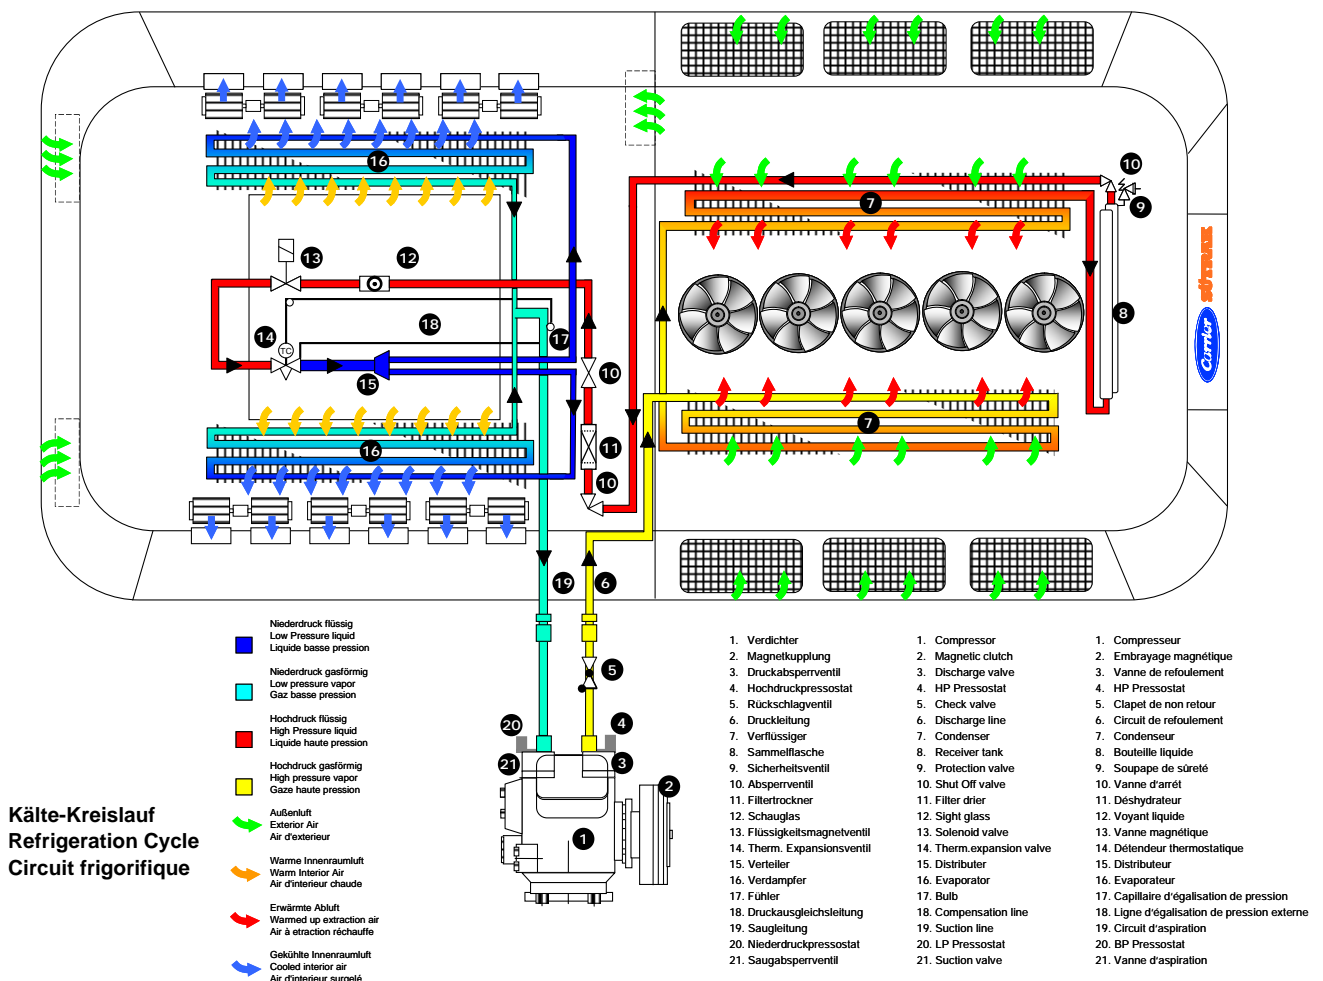 10
9
16
7
13
12
8
18
14
17
TC
15
10
7
16
11
10
Carrier SÜTRAK
19
6
5
20
4
21
3
2
1
Niederdruck flüssig
Low Pressure liquid
Liquide basse pression
Niederdruck gasförmig
Low pressure vapor
Gaz basse pression
Hochdruck flüssig
High Pressure liquid
Liquide haute pression
Hochdruck gasförmig
High pressure vapor
Gaze haute pression
Außenluft
Exterior Air
Air d'exterieur
Warme Innenraumluft
Warm Interior Air
Air d'interieur chaude
Erwärmte Abluft
Warmed up extraction air
Air à etraction réchauffe
Gekühlte Innenraumluft
Cooled interior air
Air d'interieur surgelé
Kälte-Kreislauf
Refrigeration Cycle
Circuit frigorifique
1. Verdichter
2. Magnetkupplung
3. Druckabsperrventil
4. Hochdruckpressostat
5. Rückschlagventil
6. Druckleitung
7. Verflüssiger
8. Sammelflasche
9. Sicherheitsventil
10. Absperrventil
11. Filtertrockner
12. Schauglas
13. Flüssigkeitsmagnetventil
14. Therm. Expansionsventil
15. Verteiler
16. Verdampfer
17. Fühler
18. Druckausgleichsleitung
19. Saugleitung
20. Niederdruckpressostat
21. Saugabsperrventil
1. Compressor
2. Magnetic clutch
3. Discharge valve
4. HP Pressostat
5. Check valve
6. Discharge line
7. Condenser
8. Receiver tank
9. Protection valve
10. Shut Off valve
11. Filter drier
12. Sight glass
13. Solenoid valve
14. Therm.expansion valve
15. Distributer
16. Evaporator
17. Bulb
18. Compensation line
19. Suction line
20. LP Pressostat
21. Suction valve
1. Compresseur
2. Embrayage magnétique
3. Vanne de refoulement
4. HP Pressostat
5. Clapet de non retour
6. Circuit de refoulement
7. Condenseur
8. Bouteille liquide
9. Soupape de sûreté
10. Vanne d'arrét
11. Déshydrateur
12. Voyant liquide
13. Vanne magnétique
14. Détendeur thermostatique
15. Distributeur
16. Evaporateur
17. Capillaire d'égalisation de pression
18. Ligne d'égalisation de pression externe
19. Circuit d'aspiration
20. BP Pressostat
21. Vanne d'aspiration